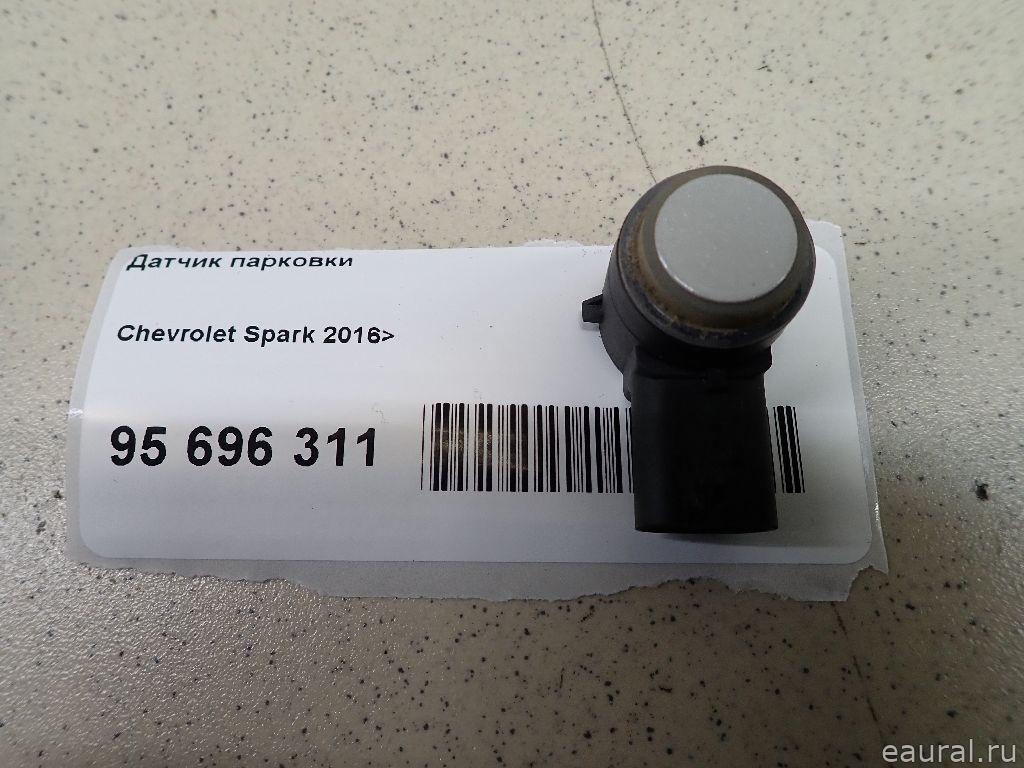 Датчик парковки
Chevrolet Spark 2016>
95 696 311
eaural.ru